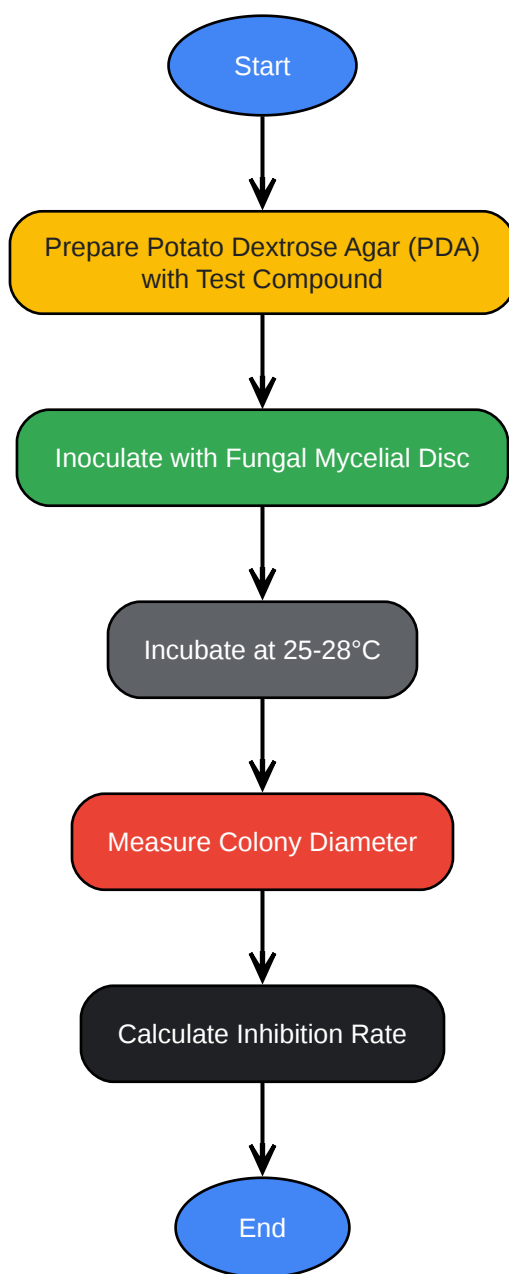 Start
Prepare Potato Dextrose Agar (PDA)
with Test Compound
Inoculate with Fungal Mycelial Disc
Incubate at 25-28°C
Measure Colony Diameter
Calculate Inhibition Rate
End